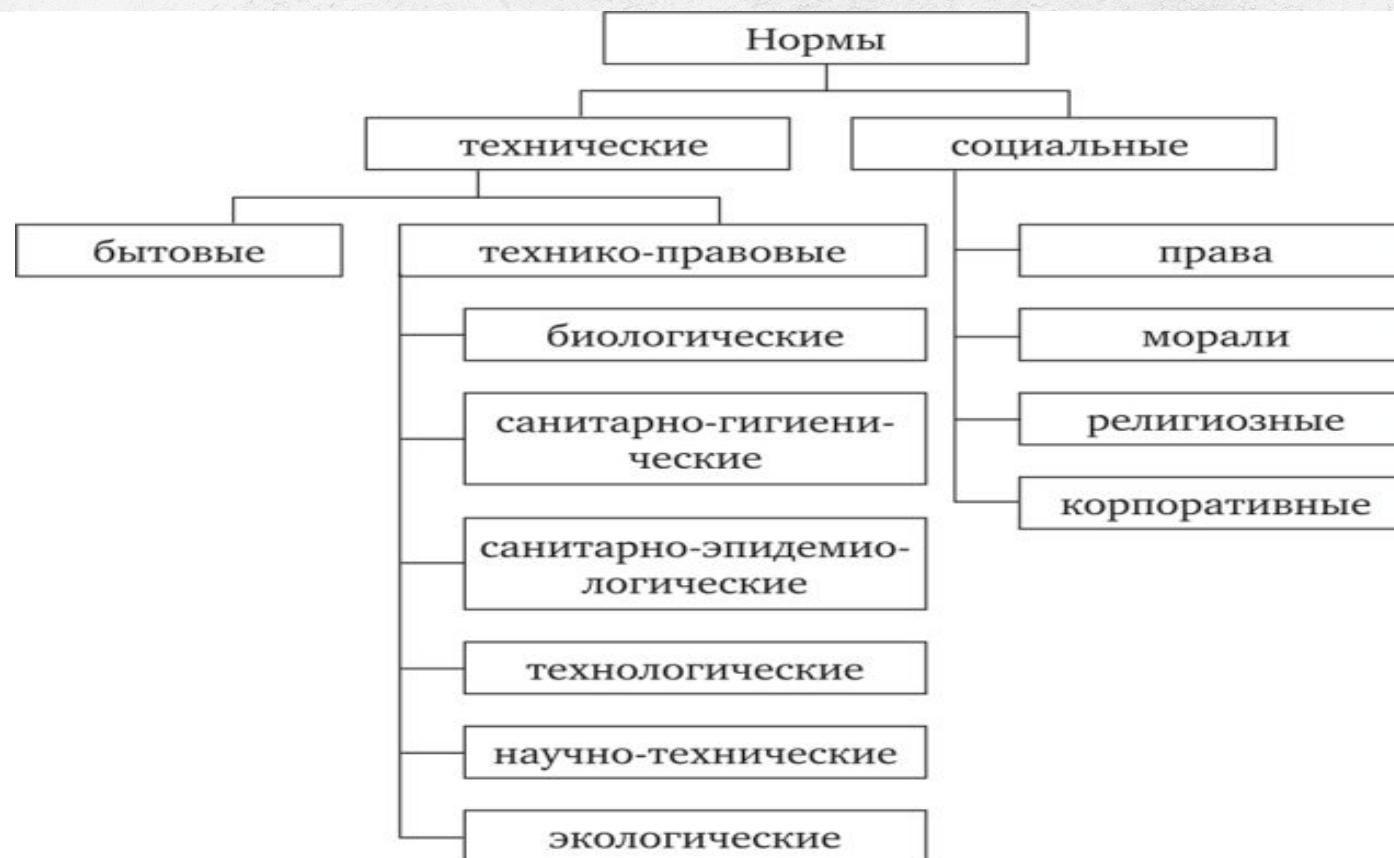 Нормы
технические
социальные
бытовые
технико-правовые
права
биологические
морали
санитарно-гигиени-
ческие
религиозные
корпоративные
санитарно-эпидемио-
логические
технологические
научно-технические
экологические